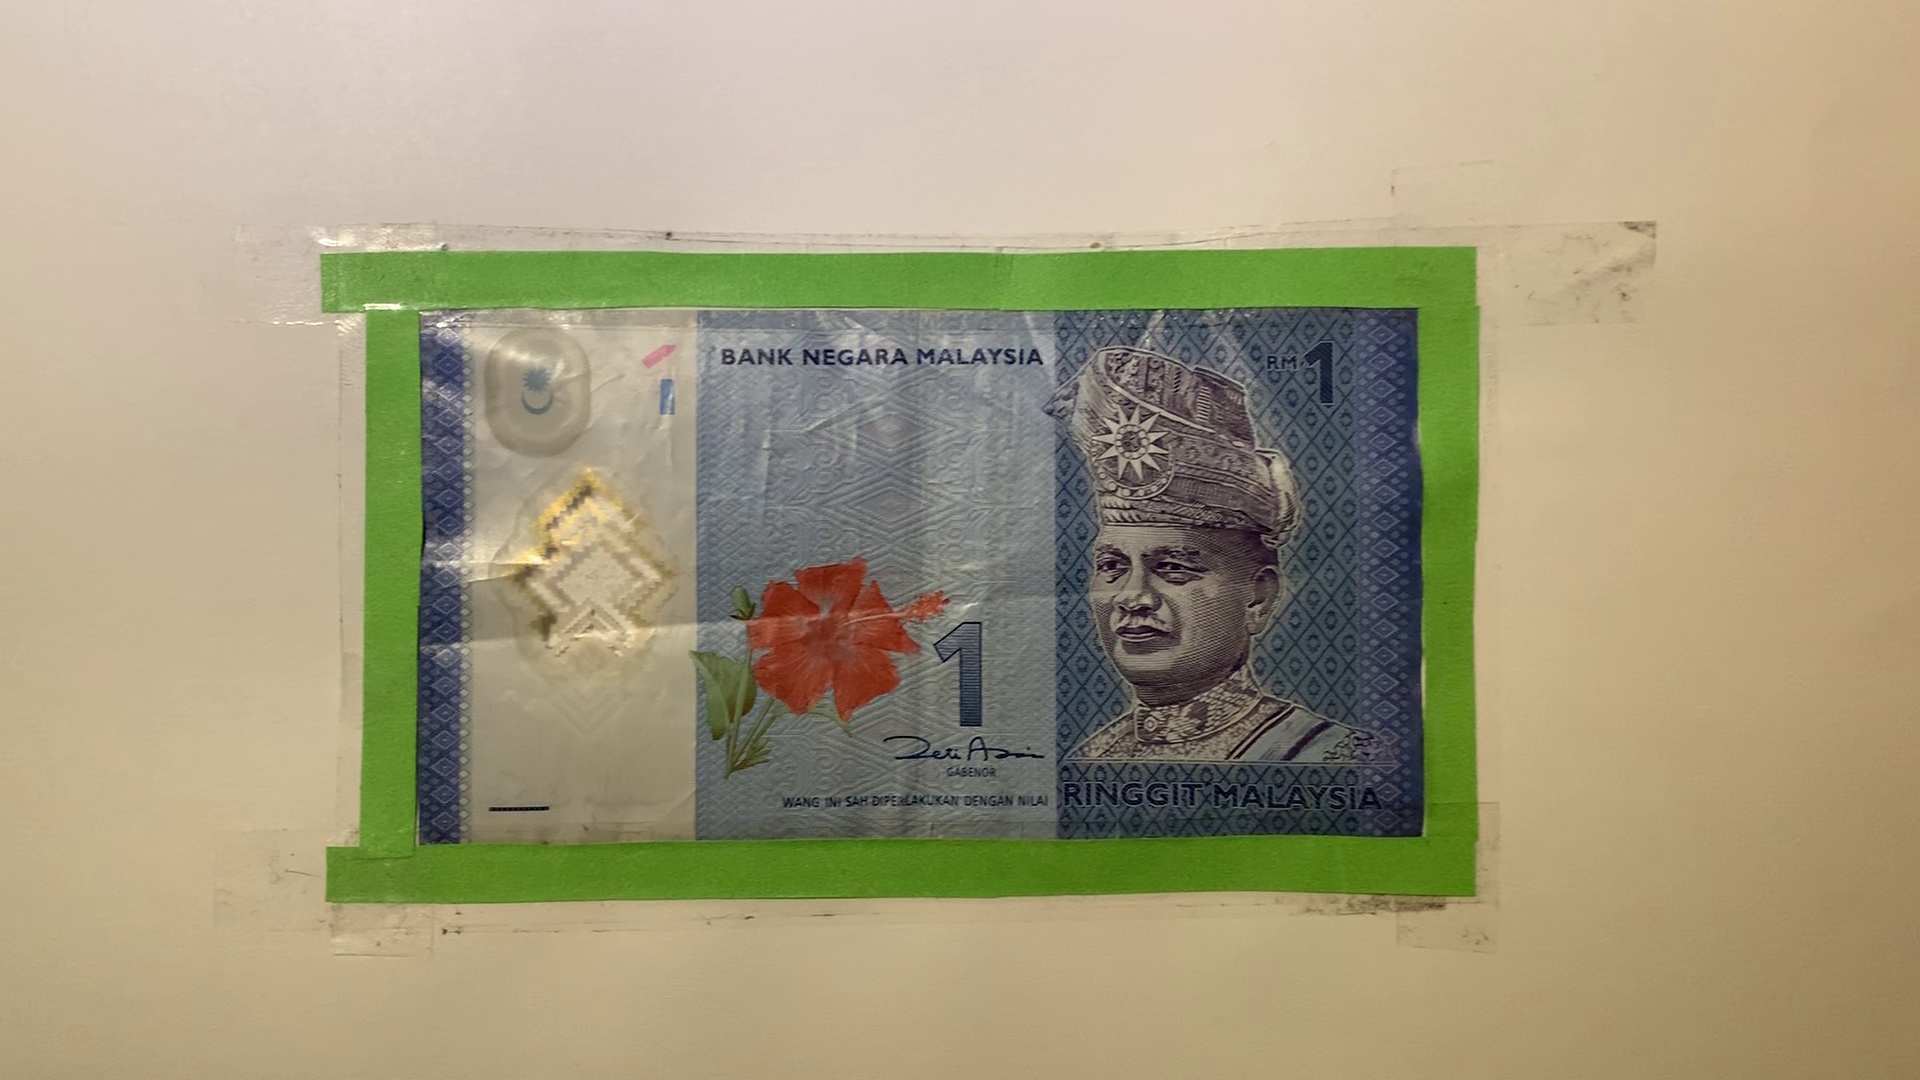 BANK NEGARA MALAYSIA
RM 1
1
GABENOR
WANG INI SAH DIPERLAKUKAN DENGAN NILAI
RINGGIT MALAYSIA